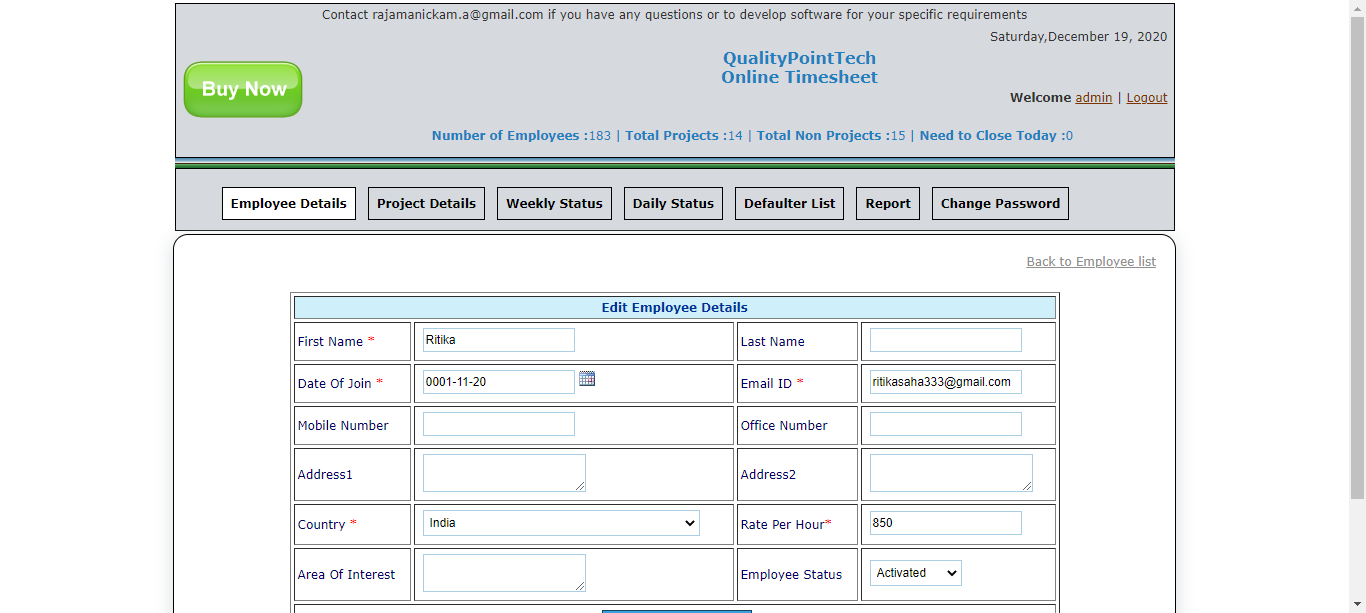 Contact rajamanickam.a@gmail.com if you have any questions or to develop software for your specific requirements
Saturday,December 19, 2020
QualityPointTech
Online Timesheet
Buy Now
Welcome admin | Logout
Number of Employees :183 | Total Projects :14 | Total Non Projects :15 | Need to Close Today :0
Employee Details Project Details Weekly Status Daily Status Defaulter List Report Change Password
Back to Employee list
Edit Employee Details
First Name * Ritika Last Name
Date Of Join * 0001-11-20 Email ID * ritikasaha333@gmail.com
Mobile Number Office Number
Address1 Address2
Country * India Rate Per Hour* 850
Area Of Interest Employee Status Activated